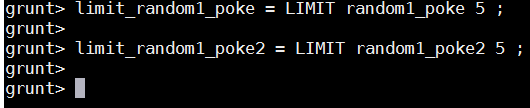 grunt> limit_random1_poke = LIMIT random1_poke 5 ;
grunt>
grunt> limit_random1_poke2 = LIMIT random1_poke2 5 ;
grunt>
grunt>